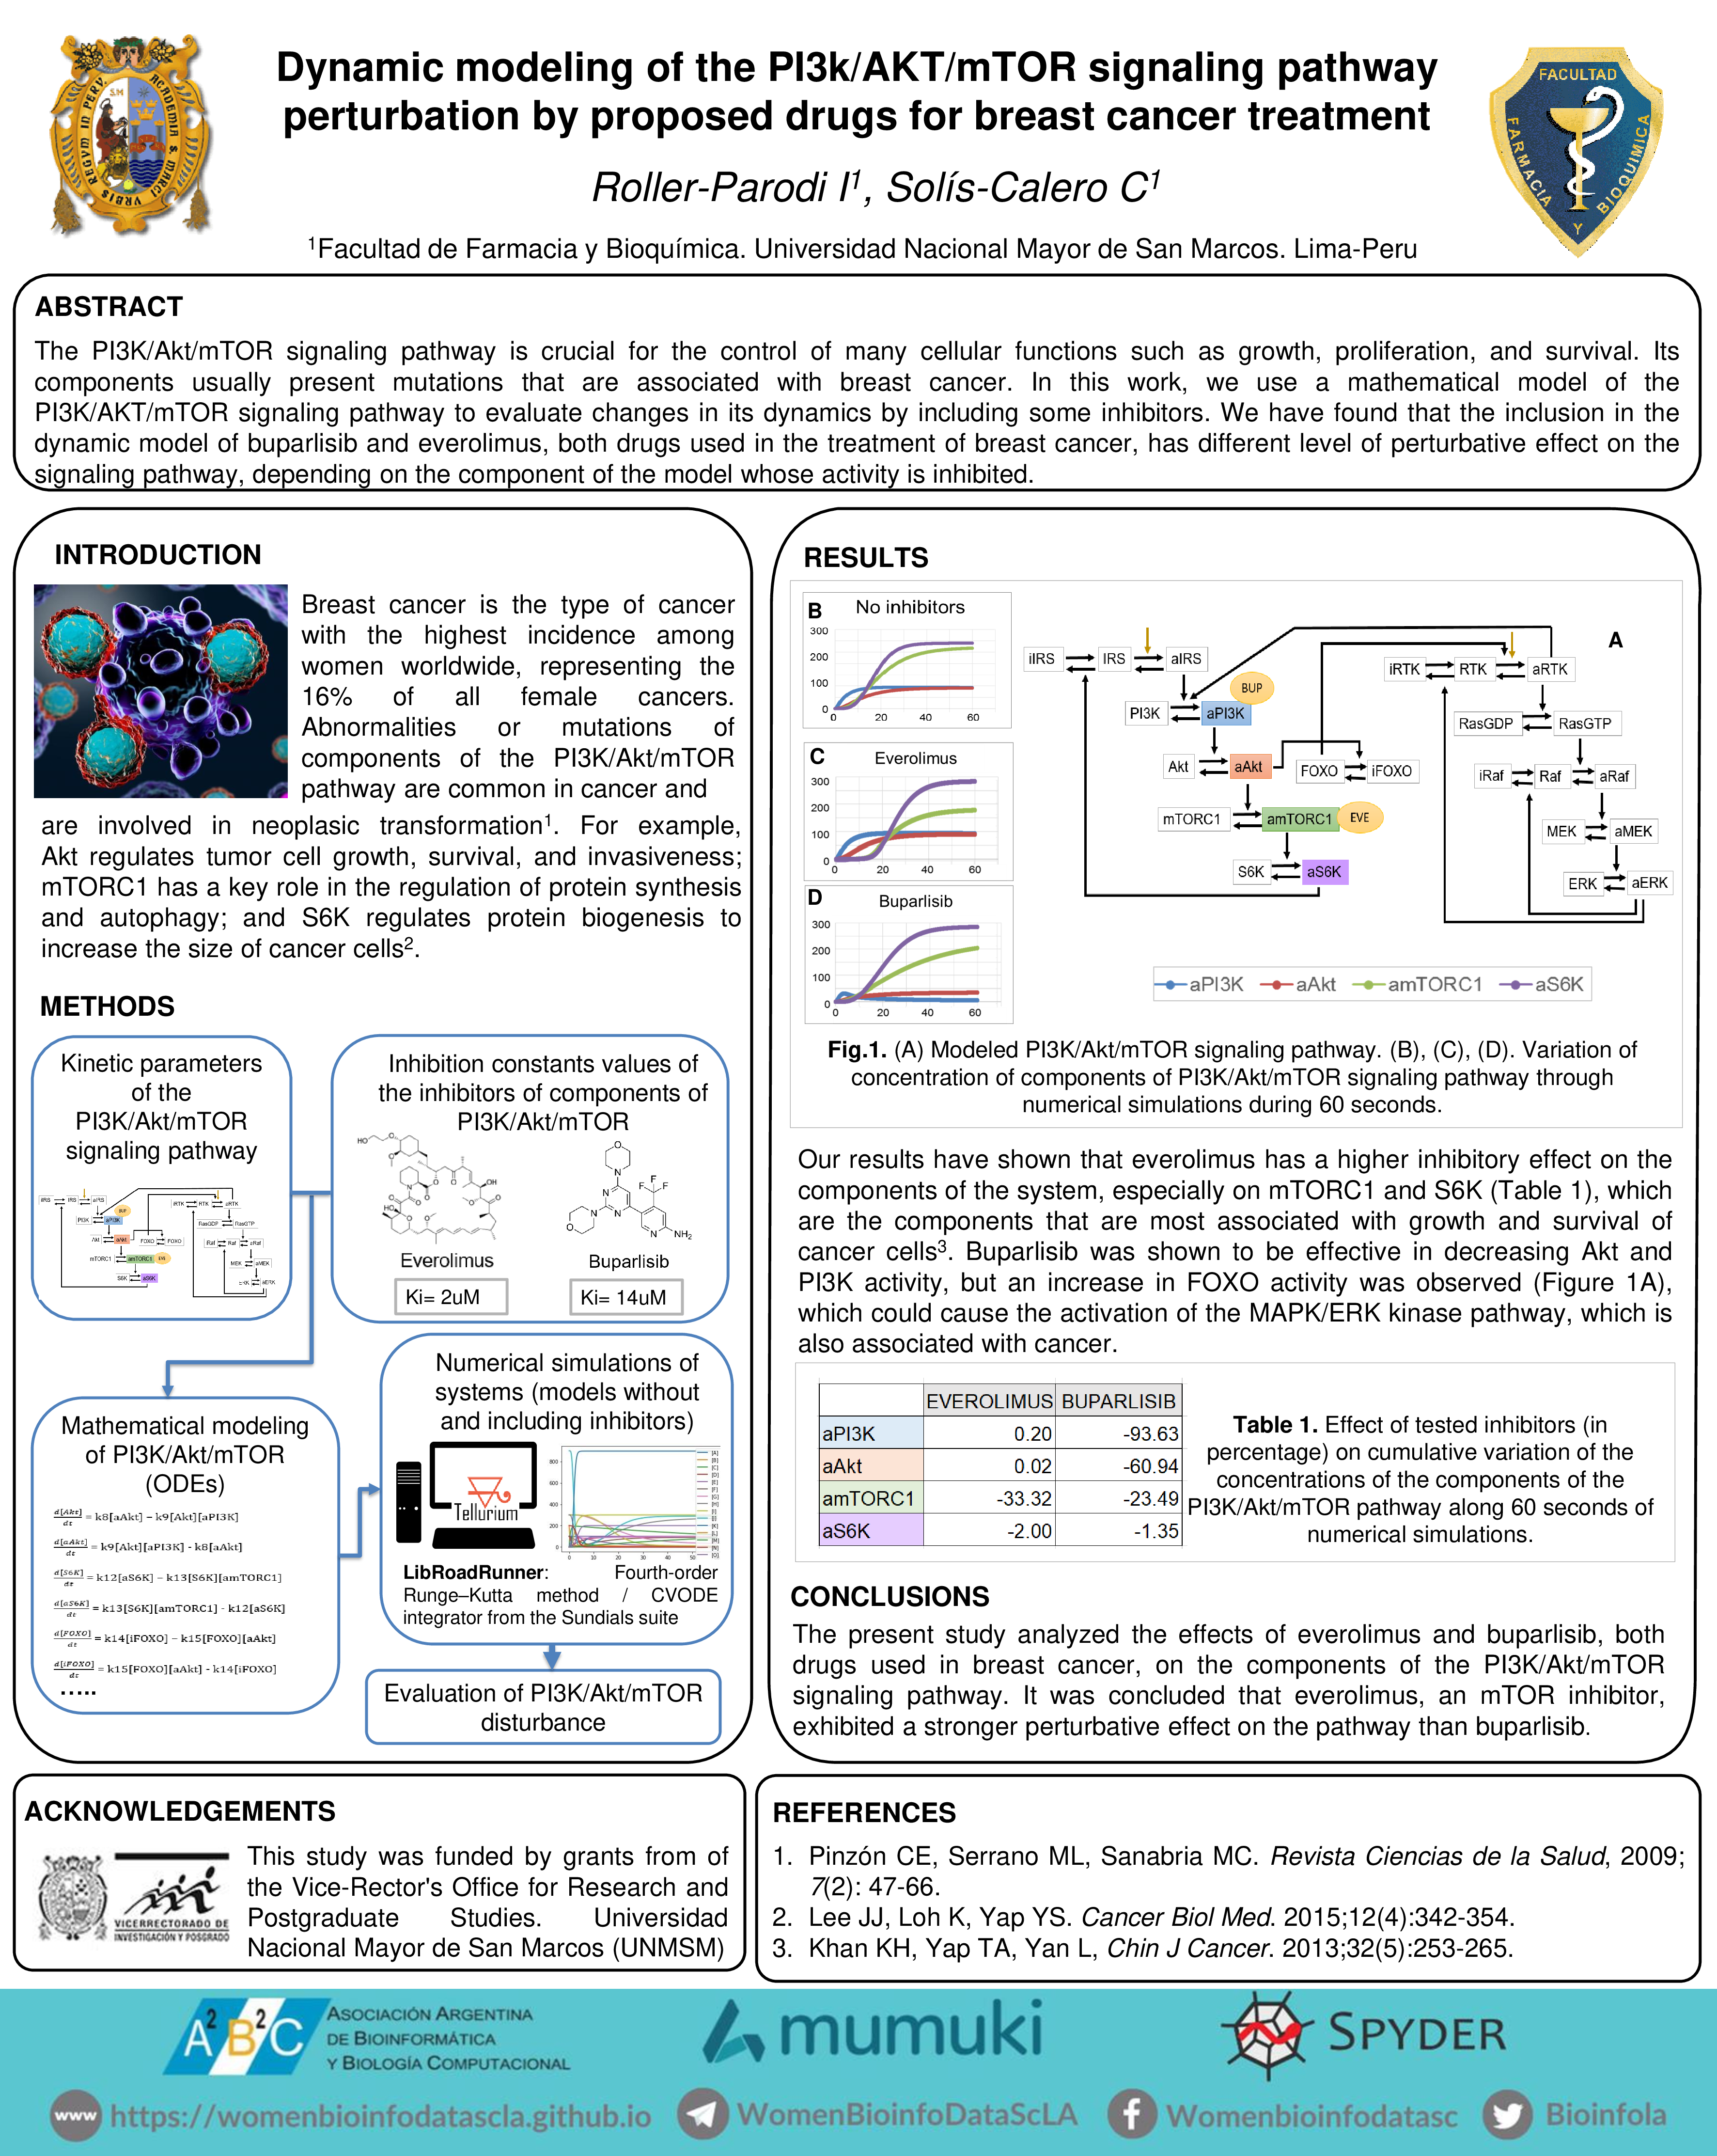 Dynamic modeling of the PI3k/AKT/mTOR signaling pathway
perturbation by proposed drugs for breast cancer treatment
Roller-Parodi I¹, Solís-Calero C¹
¹Facultad de Farmacia y Bioquímica. Universidad Nacional Mayor de San Marcos. Lima-Peru
FACULTAD
FARMACIA
Y
BIOQUIMICA
ABSTRACT
The PI3K/Akt/mTOR signaling pathway is crucial for the control of many cellular functions such as growth, proliferation, and survival. Its
components usually present mutations that are associated with breast cancer. In this work, we use a mathematical model of the
PI3K/AKT/mTOR signaling pathway to evaluate changes in its dynamics by including some inhibitors. We have found that the inclusion in the
dynamic model of buparlisib and everolimus, both drugs used in the treatment of breast cancer, has different level of perturbative effect on the
signaling pathway, depending on the component of the model whose activity is inhibited.
INTRODUCTION
Breast cancer is the type of cancer
with the highest incidence among
women worldwide, representing the
16% of all female cancers.
Abnormalities or mutations of
components of the PI3K/Akt/mTOR
pathway are common in cancer and
are involved in neoplasic transformation¹. For example,
Akt regulates tumor cell growth, survival, and invasiveness;
mTORC1 has a key role in the regulation of protein synthesis
and autophagy; and S6K regulates protein biogenesis to
increase the size of cancer cells².
METHODS
Kinetic parameters
of the
PI3K/Akt/mTOR
signaling pathway
Inhibition constants values of
the inhibitors of components of
PI3K/Akt/mTOR
Everolimus
Buparlisib
Ki= 2uM
Ki= 14uM
Mathematical modeling
of PI3K/Akt/mTOR
(ODEs)
d[Akt]/dt = k8[aAkt] – k9[Akt][aPI3K]
d[aAkt]/dt = k9[Akt][aPI3K] - k8[aAkt]
d[S6K]/dt = k12[aS6K] – k13[S6K][amTORC1]
d[aS6K]/dt = k13[S6K][amTORC1] - k12[aS6K]
d[FOXO]/dt = k14[iFOXO] – k15[FOXO][aAkt]
d[iFOXO]/dt = k15[FOXO][aAkt] - k14[iFOXO]
.....
Numerical simulations of
systems (models without
and including inhibitors)
Tellurium
LibRoadRunner: Fourth-order
Runge–Kutta method / CVODE
integrator from the Sundials suite
Evaluation of PI3K/Akt/mTOR
disturbance
RESULTS
B No inhibitors
300
200
100
0
0 20 40 60
C Everolimus
300
200
100
0
0 20 40 60
D Buparlisib
300
200
100
0
0 20 40 60
A
iIRS IRS aIRS
iRTK RTK aRTK
BUP
PI3K aPI3K
RasGDP RasGTP
Akt aAkt FOXO iFOXO
iRaf Raf aRaf
mTORC1 amTORC1 EVE
MEK aMEK
S6K aS6K
ERK aERK
aPI3K aAkt amTORC1 aS6K
Fig.1. (A) Modeled PI3K/Akt/mTOR signaling pathway. (B), (C), (D). Variation of
concentration of components of PI3K/Akt/mTOR signaling pathway through
numerical simulations during 60 seconds.
Our results have shown that everolimus has a higher inhibitory effect on the
components of the system, especially on mTORC1 and S6K (Table 1), which
are the components that are most associated with growth and survival of
cancer cells³. Buparlisib was shown to be effective in decreasing Akt and
PI3K activity, but an increase in FOXO activity was observed (Figure 1A),
which could cause the activation of the MAPK/ERK kinase pathway, which is
also associated with cancer.
EVEROLIMUS BUPARLISIB
aPI3K 0.20 -93.63
aAkt 0.02 -60.94
amTORC1 -33.32 -23.49
aS6K -2.00 -1.35
Table 1. Effect of tested inhibitors (in
percentage) on cumulative variation of the
concentrations of the components of the
PI3K/Akt/mTOR pathway along 60 seconds of
numerical simulations.
CONCLUSIONS
The present study analyzed the effects of everolimus and buparlisib, both
drugs used in breast cancer, on the components of the PI3K/Akt/mTOR
signaling pathway. It was concluded that everolimus, an mTOR inhibitor,
exhibited a stronger perturbative effect on the pathway than buparlisib.
ACKNOWLEDGEMENTS
VICERRECTORADO DE
INVESTIGACIÓN Y POSGRADO
This study was funded by grants from of
the Vice-Rector's Office for Research and
Postgraduate Studies. Universidad
Nacional Mayor de San Marcos (UNMSM)
REFERENCES
1. Pinzón CE, Serrano ML, Sanabria MC. Revista Ciencias de la Salud, 2009;
7(2): 47-66.
2. Lee JJ, Loh K, Yap YS. Cancer Biol Med. 2015;12(4):342-354.
3. Khan KH, Yap TA, Yan L, Chin J Cancer. 2013;32(5):253-265.
A²B²C
ASOCIACIÓN ARGENTINA
DE BIOINFORMÁTICA
Y BIOLOGÍA COMPUTACIONAL
mumuki
SPYDER
www https://womenbioinfodatascla.github.io
WomenBioinfoDataScLA
Womenbioinfodatasc
Bioinfola